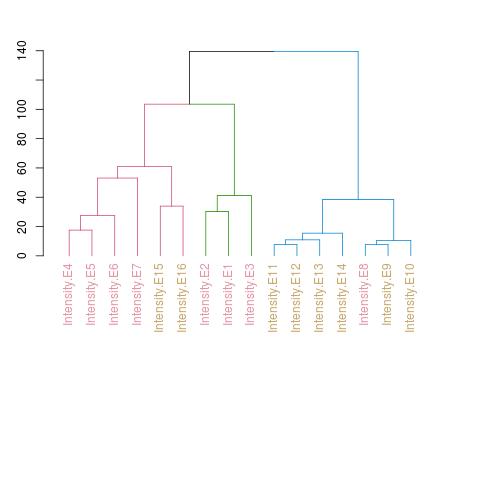 140
100
80
60
40
20
0
Intensity.E4
Intensity.E5
Intensity.E6
Intensity.E7
Intensity.E15
Intensity.E16
Intensity.E2
Intensity.E1
Intensity.E3
Intensity.E11
Intensity.E12
Intensity.E13
Intensity.E14
Intensity.E8
Intensity.E9
Intensity.E10